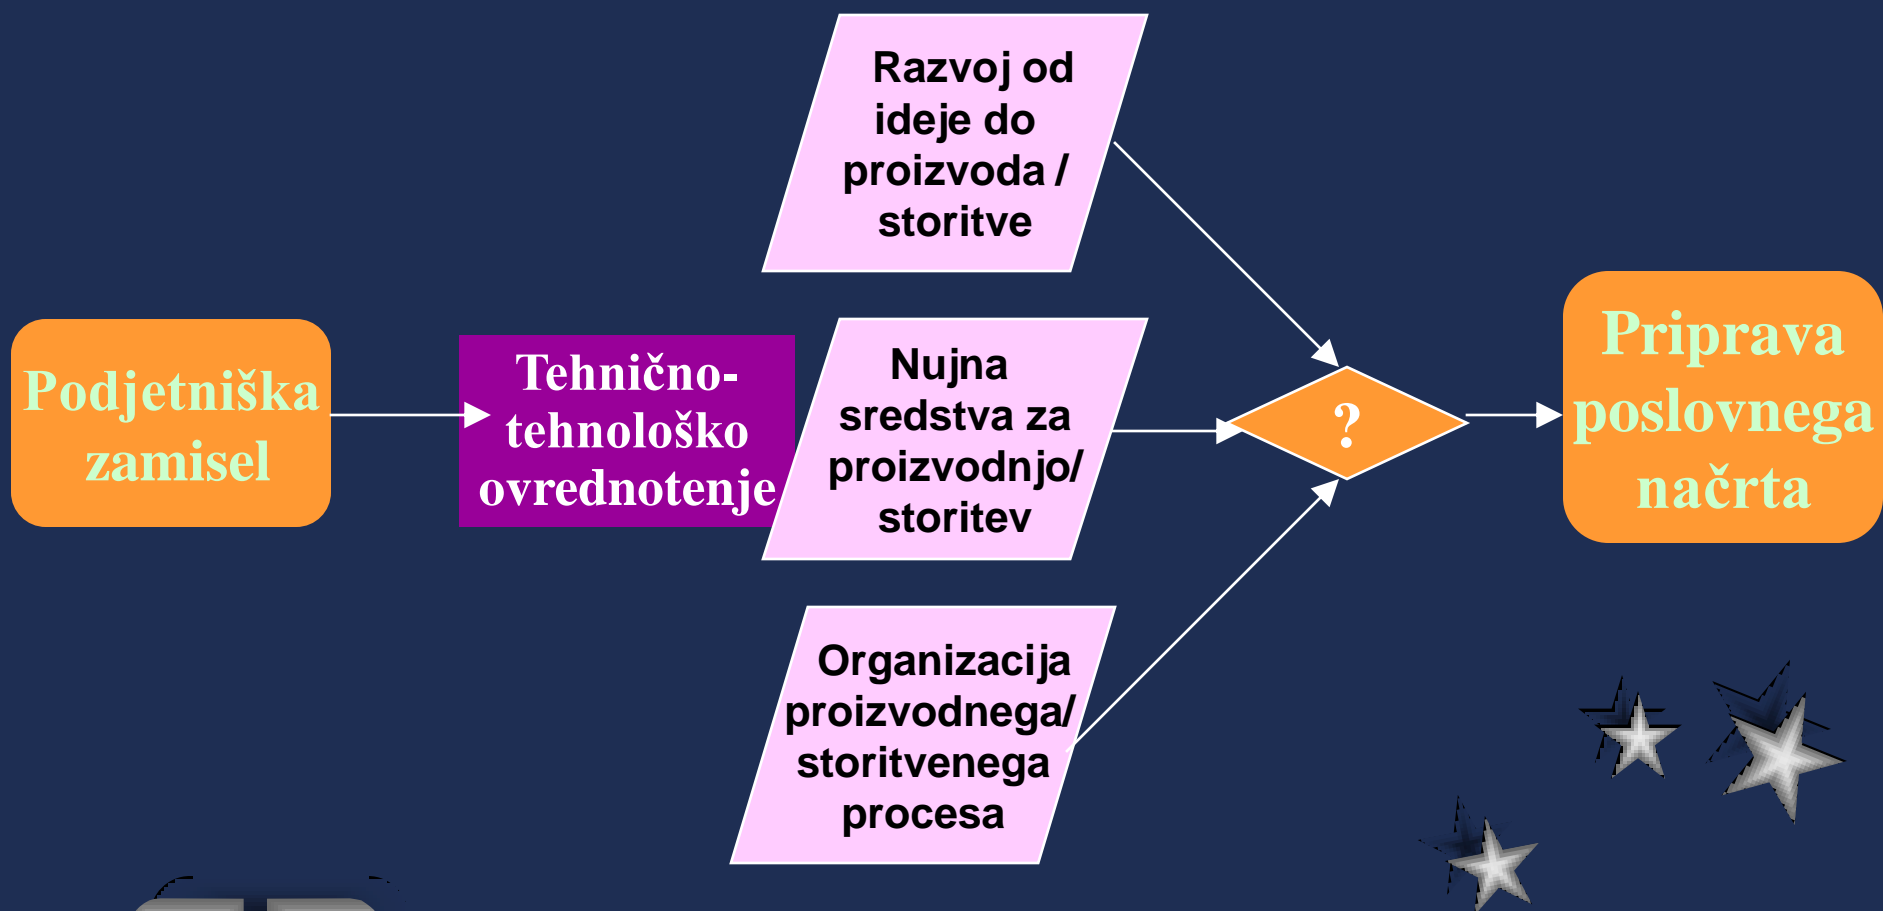 Podjetniška
zamisel
Tehnično-
tehnološko
ovrednotenje
Razvoj od
ideje do
proizvoda /
storitve
Nujna
sredstva za
proizvodnjo/
storitev
Organizacija
proizvodnega/
storitvenega
procesa
?
Priprava
poslovnega
načrta